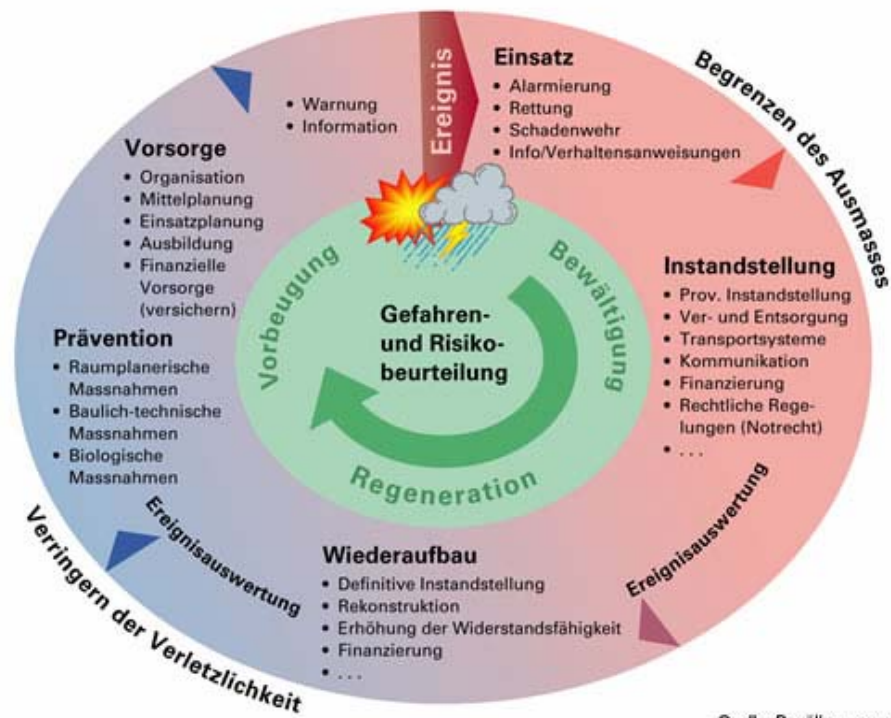 Ereignis
Einsatz
• Alarmierung
• Rettung
• Schadenwehr
• Info/Verhaltensanweisungen
Begrenzen des Ausmasses
Instandstellung
• Prov. Instandstellung
• Ver- und Entsorgung
• Transportsysteme
• Kommunikation
• Finanzierung
• Rechtliche Rege-
lungen (Notrecht)
• . . .
Ereignisauswertung
Wiederaufbau
• Definitive Instandstellung
• Rekonstruktion
• Erhöhung der Widerstandsfähigkeit
• Finanzierung
• . . .
Ereignisauswertung
Verringern der Verletzlichkeit
Prävention
• Raumplanerische
Massnahmen
• Baulich-technische
Massnahmen
• Biologische
Massnahmen
Vorsorge
• Organisation
• Mittelplanung
• Einsatzplanung
• Ausbildung
• Finanzielle
Vorsorge
(versichern)
• Warnung
• Information
Vorbeugung
Bewältigung
Regeneration
Gefahren-
und Risiko-
beurteilung